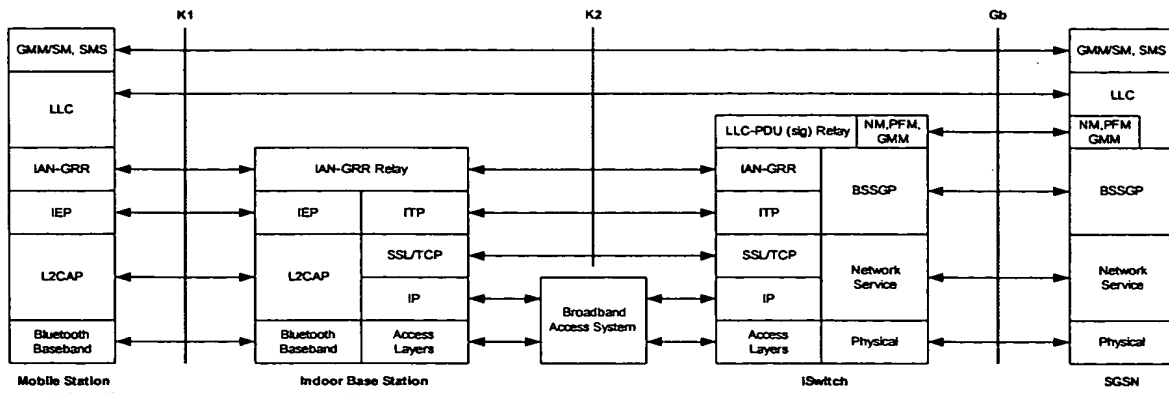 K1
K2
Gb
GMM/SM, SMS
GMM/SM, SMS
LLC
LLC
LLC-PDU (sig) Relay
NM,PFM,
GMM
NM,PFM
GMM
IAN-GRR
IAN-GRR Relay
IAN-GRR
BSSGP
BSSGP
IEP
IEP
ITP
ITP
L2CAP
L2CAP
SSL/TCP
SSL/TCP
Network
Service
Network
Service
IP
Broadband
Access System
IP
Bluetooth
Baseband
Bluetooth
Baseband
Access
Layers
Access
Layers
Physical
Physical
Mobile Station
Indoor Base Station
ISwitch
SGSN